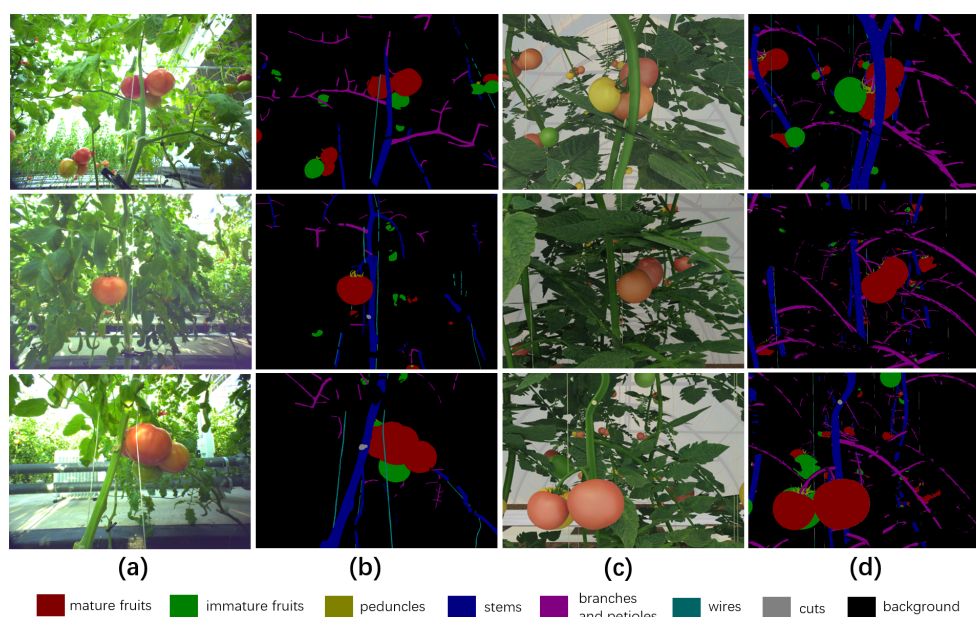 (a) (b) (c) (d)
mature fruits immature fruits peduncles stems branches and petioles wires cuts background